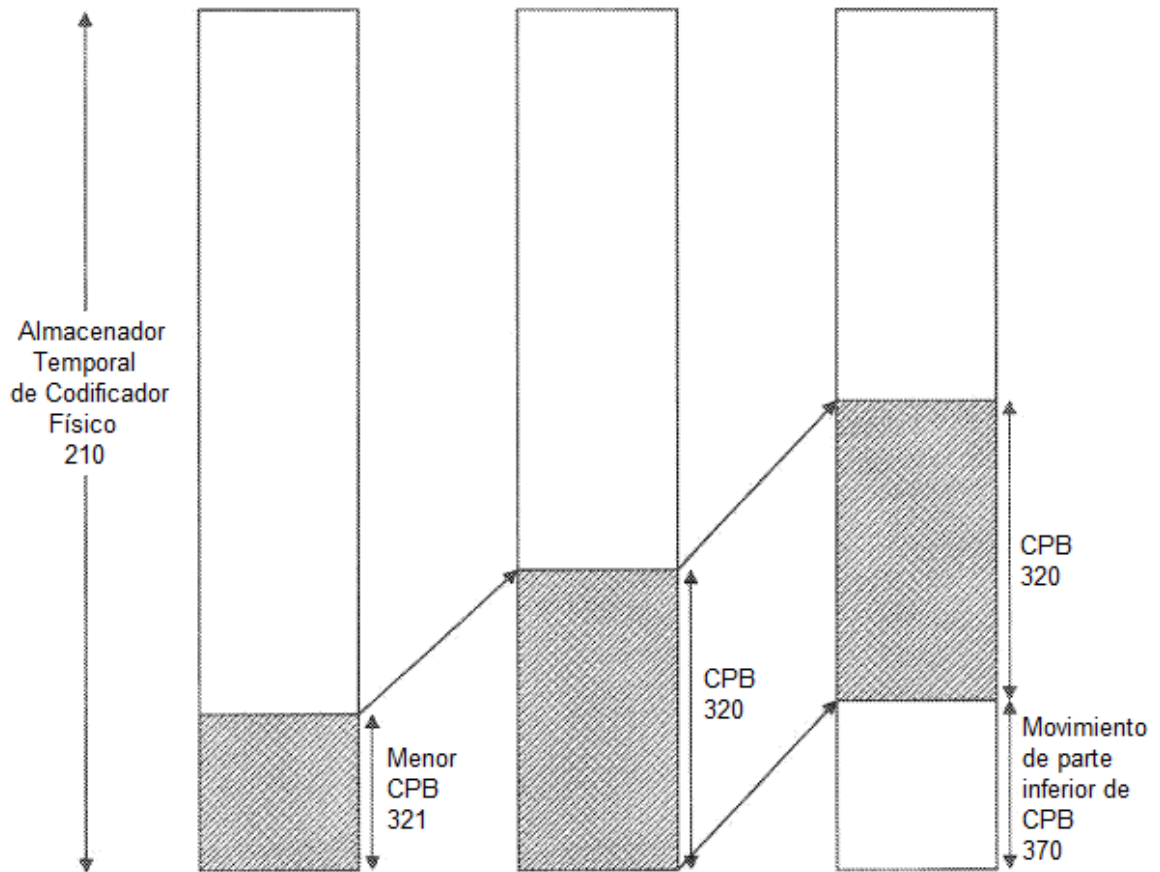 Almacenador
Temporal
de Codificador
Físico
210
Menor
CPB
321
CPB
320
CPB
320
Movimiento
de parte
inferior de
CPB
370